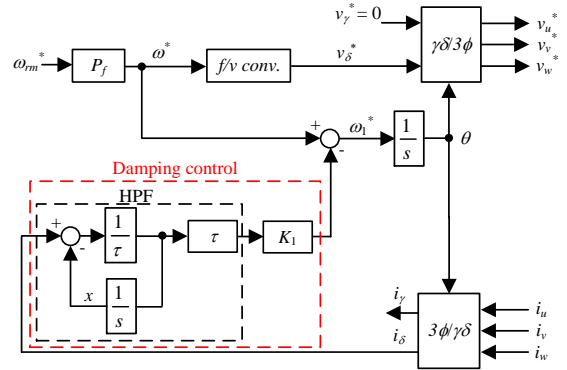 v_γ^* = 0
v_u^*
v_v^*
v_w^*
γδ/3ϕ
ω_rm^*
P_f
ω^*
f/v conv.
v_δ^*
+
-
ω_1^*
1/s
θ
Damping control
HPF
+
-
1/τ
τ
K_1
x
1/s
i_γ
i_δ
3ϕ/γδ
i_u
i_v
i_w